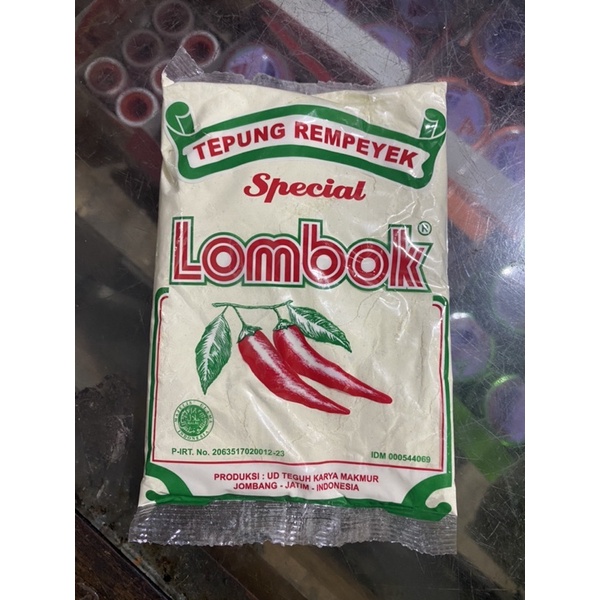 TEPUNG REMPEYEK
Special
Lombok
P-IRT. No. 2063517020012-23
IDM 000544069
PRODUKSI : UD TEGUH KARYA MAKMUR
JOMBANG - JATIM - INDONESIA